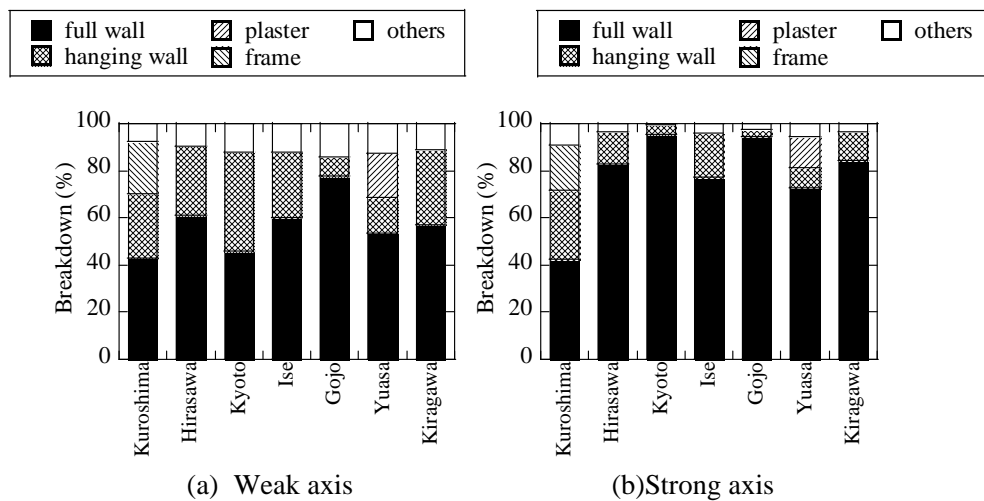 full wall plaster others
hanging wall frame
full wall plaster others
hanging wall frame
Breakdown (%)
100
80
60
40
20
0
Kuroshima
Hirasawa
Kyoto
Ise
Gojo
Yuasa
Kiragawa
(a) Weak axis
Breakdown (%)
100
80
60
40
20
0
Kuroshima
Hirasawa
Kyoto
Ise
Gojo
Yuasa
Kiragawa
(b)Strong axis